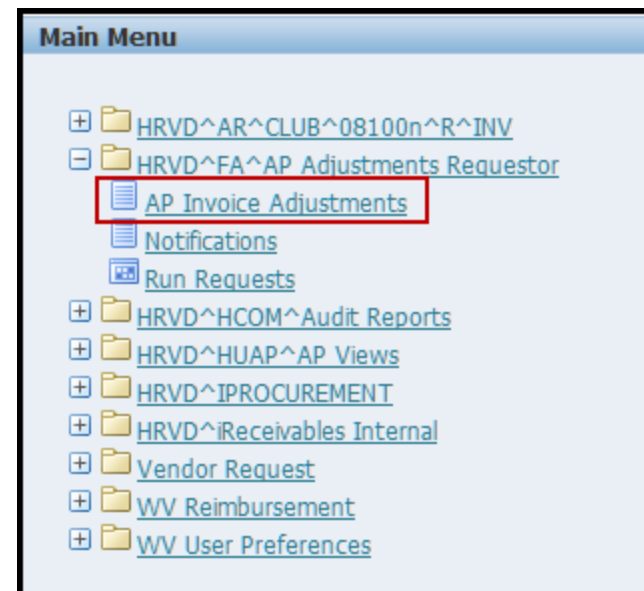 Main Menu
HRVD^AR^CLUB^08100n^R^INV
HRVD^FA^AP Adjustments Requestor
AP Invoice Adjustments
Notifications
Run Requests
HRVD^HCOM^Audit Reports
HRVD^HUAP^AP Views
HRVD^IPROCUREMENT
HRVD^iReceivables Internal
Vendor Request
WV Reimbursement
WV User Preferences